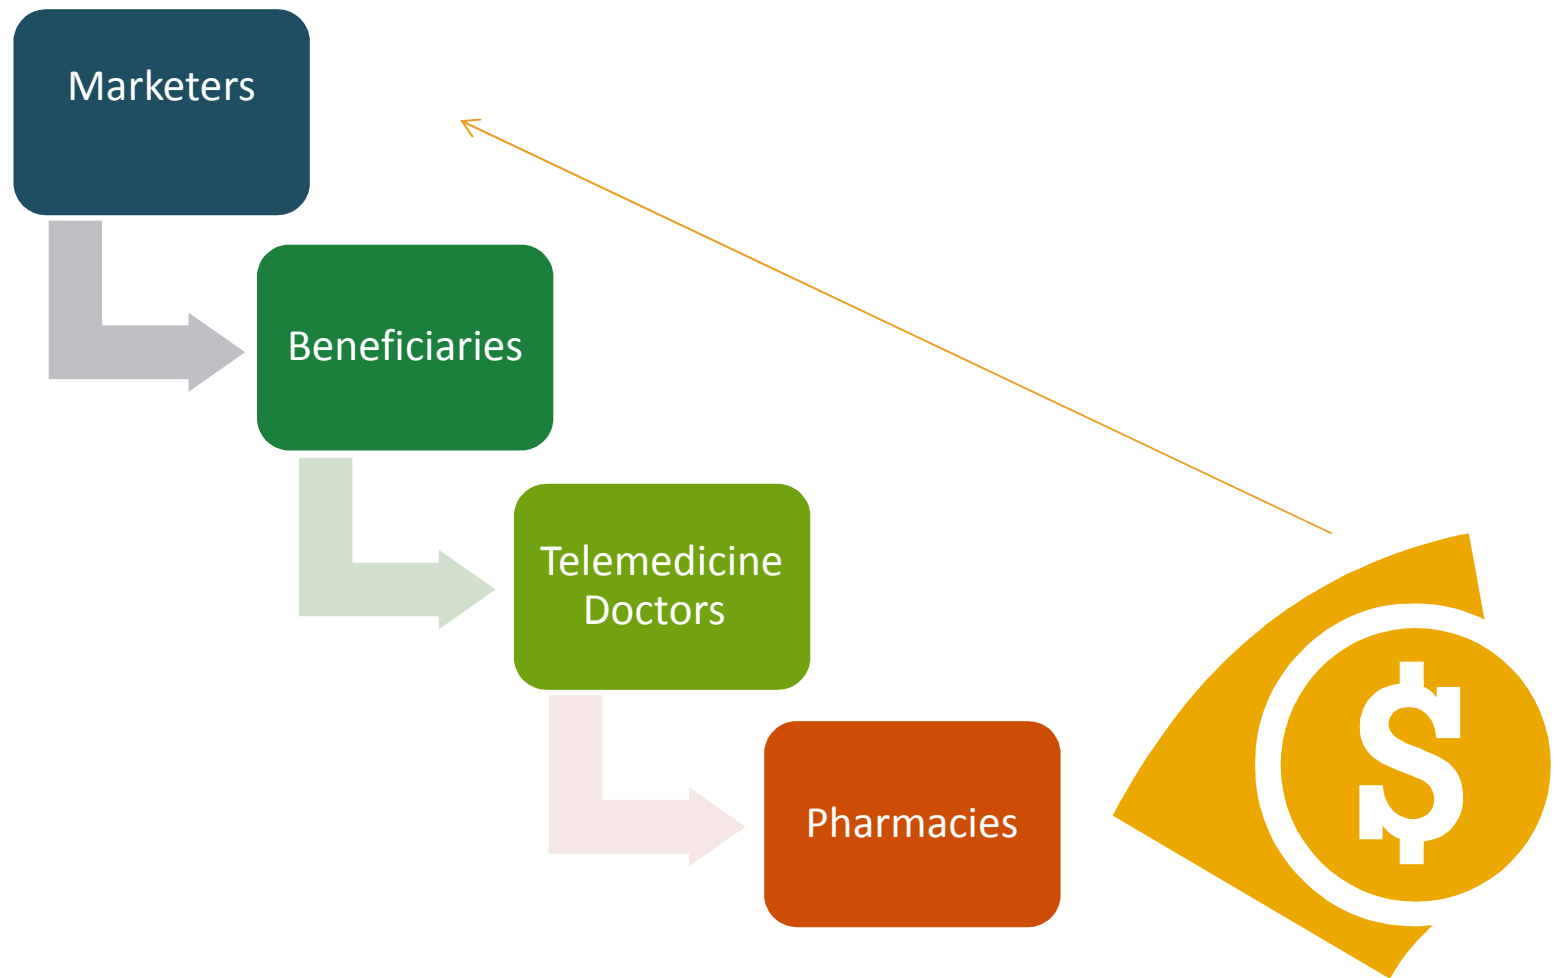 Marketers
Beneficiaries
Telemedicine
Doctors
Pharmacies
$